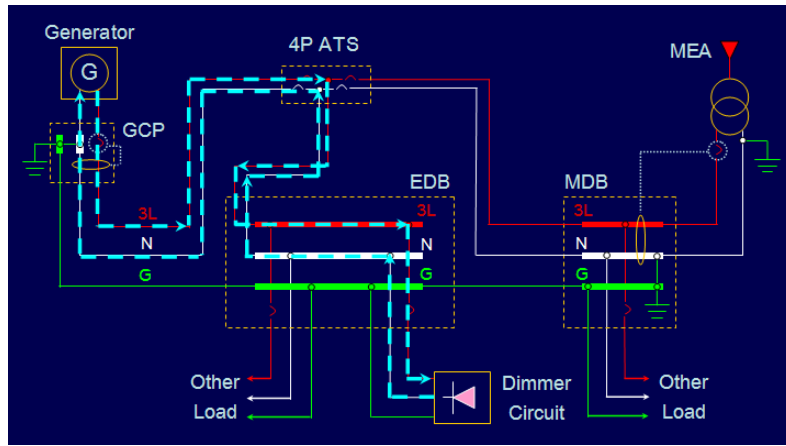 Generator
4P ATS
MEA
G
GCP
EDB
MDB
3L
3L
3L
N
N
N
G
G
G
Other
Load
Dimmer
Circuit
Other
Load